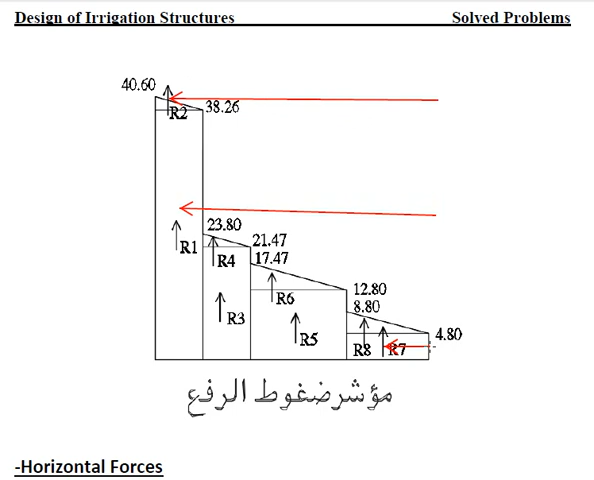 Design of Irrigation Structures Solved Problems
40.60
R2 38.26
23.80
R1 R4 21.47
17.47
R6 12.80
R3 8.80
R5 R8 R7 4.80
مؤشر ضغوط الرفع
-Horizontal Forces